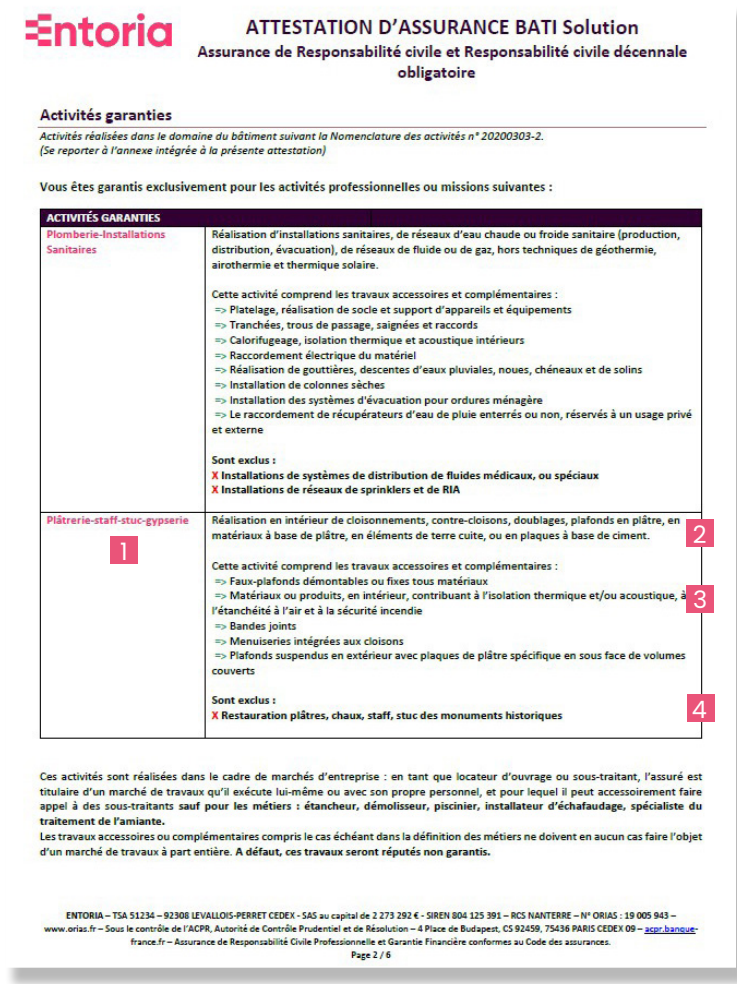 Entoria
ATTESTATION D’ASSURANCE BATI Solution
Assurance de Responsabilité civile et Responsabilité civile décennale
obligatoire
Activités garanties
Activités réalisées dans le domaine du bâtiment suivant la Nomenclature des activités n° 20200303-2.
(Se reporter à l'annexe intégrée à la présente attestation)
Vous êtes garantis exclusivement pour les activités professionnelles ou missions suivantes :
ACTIVITÉS GARANTIES
Plomberie-Installations
Sanitaires
Réalisation d’installations sanitaires, de réseaux d’eau chaude ou froide sanitaire (production,
distribution, évacuation), de réseaux de fluide ou de gaz, hors techniques de géothermie,
airothermie et thermique solaire.
Cette activité comprend les travaux accessoires et complémentaires :
=> Platelage, réalisation de socle et support d’appareils et équipements
=> Tranchées, trous de passage, saignées et raccords
=> Calorifugeage, isolation thermique et acoustique intérieurs
=> Raccordement électrique du matériel
=> Réalisation de gouttières, descentes d’eaux pluviales, noues, chéneaux et de solins
=> Installation de colonnes sèches
=> Installation des systèmes d’évacuation pour ordures ménagère
=> Le raccordement de récupérateurs d’eau de pluie enterrés ou non, réservés à un usage privé
et externe
Sont exclus :
X Installations de systèmes de distribution de fluides médicaux, ou spéciaux
X Installations de réseaux de sprinklers et de RIA
Plâtrerie-staff-stuc-gypserie
1
Réalisation en intérieur de cloisonnements, contre-cloisons, doublages, plafonds en plâtre, en
matériaux à base de plâtre, en éléments de terre cuite, ou en plaques à base de ciment.
2
Cette activité comprend les travaux accessoires et complémentaires :
=> Faux-plafonds démontables ou fixes tous matériaux
=> Matériaux ou produits, en intérieur, contribuant à l’isolation thermique et/ou acoustique, à
3
l’étanchéité à l’air et à la sécurité incendie
=> Bandes joints
=> Menuiseries intégrées aux cloisons
=> Plafonds suspendus en extérieur avec plaques de plâtre spécifique en sous face de volumes
couverts
Sont exclus :
4
X Restauration plâtres, chaux, staff, stuc des monuments historiques
Ces activités sont réalisées dans le cadre de marchés d’entreprise : en tant que locateur d’ouvrage ou sous-traitant, l’assuré est
titulaire d’un marché de travaux qu’il exécute lui-même ou avec son propre personnel, et pour lequel il peut accessoirement faire
appel à des sous-traitants sauf pour les métiers : étancheur, démolisseur, piscinier, installateur d’échafaudage, spécialiste du
traitement de l’amiante.
Les travaux accessoires ou complémentaires compris le cas échéant dans la définition des métiers ne doivent en aucun cas faire l’objet
d’un marché de travaux à part entière. A défaut, ces travaux seront réputés non garantis.
ENTORIA – TSA 51234 – 92308 LEVALLOIS-PERRET CEDEX - SAS au capital de 2 273 292 € - SIREN 804 125 391 – RCS NANTERRE – N° ORIAS : 19 005 943 –
www.orias.fr – Sous le contrôle de l’ACPR, Autorité de Contrôle Prudentiel et de Résolution – 4 Place de Budapest, CS 92459, 75436 PARIS CEDEX 09 – acpr.banque-
france.fr – Assurance de Responsabilité Civile Professionnelle et Garantie Financière conformes au Code des assurances.
Page 2 / 6